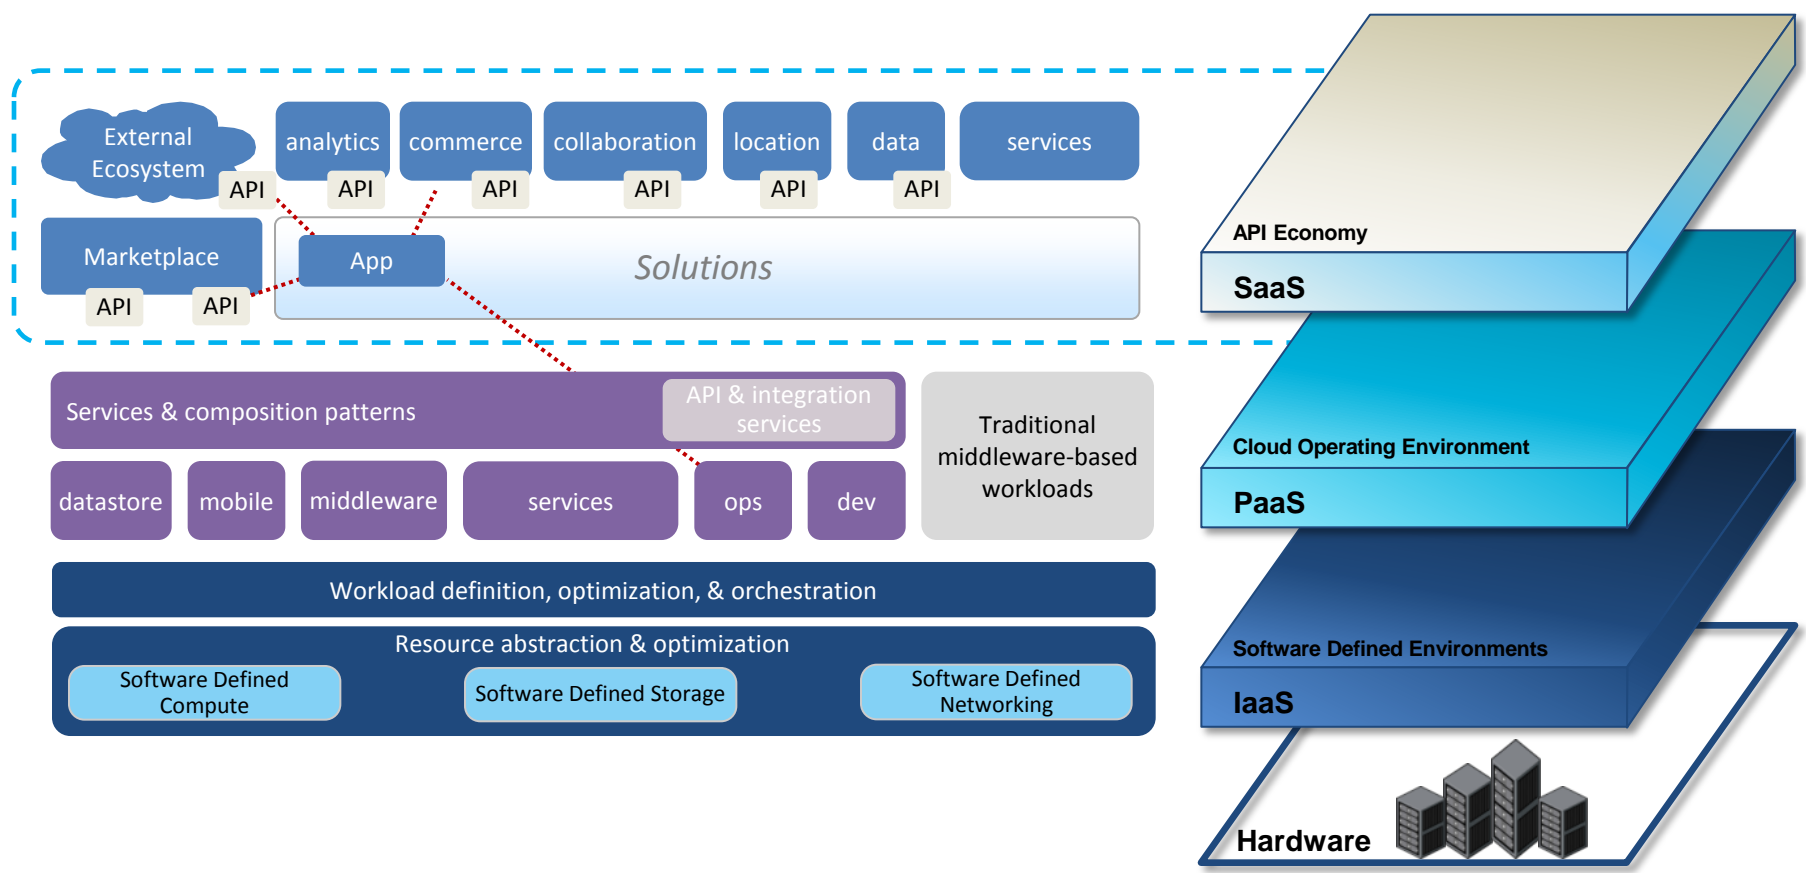 External
Ecosystem
API
analytics
API
commerce
API
collaboration
API
location
API
data
API
services
Marketplace
API
API
App
Solutions
Services & composition patterns
API & integration
services
datastore
mobile
middleware
services
ops
dev
Traditional
middleware-based
workloads
Workload definition, optimization, & orchestration
Resource abstraction & optimization
Software Defined
Compute
Software Defined Storage
Software Defined
Networking
API Economy
SaaS
Cloud Operating Environment
PaaS
Software Defined Environments
IaaS
Hardware